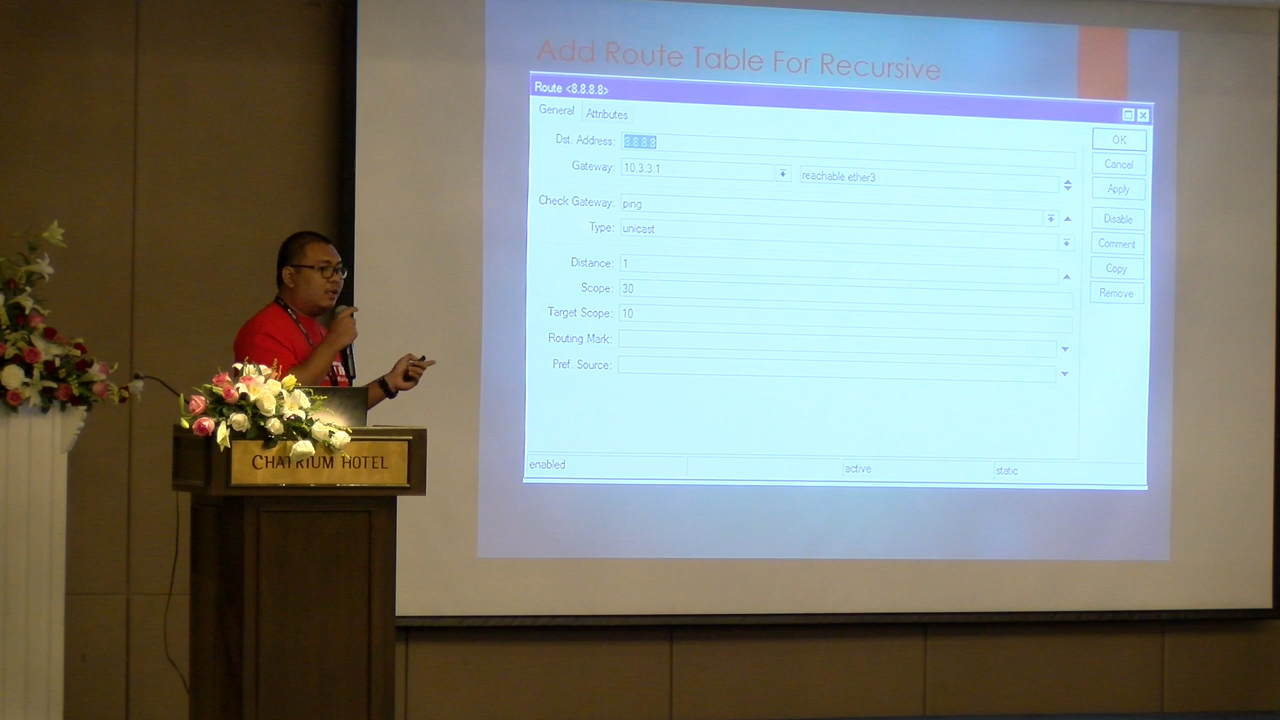 Add Route Table For Recursive
Route <8.8.8.8>
General Attributes
Dst. Address: 8.8.8.8
Gateway: 10.3.3.1 reachable ether3
Check Gateway: ping
Type: unicast
Distance: 1
Scope: 30
Target Scope: 10
Routing Mark:
Pref. Source:
OK
Cancel
Apply
Disable
Comment
Copy
Remove
enabled active static
CHATRIUM HOTEL